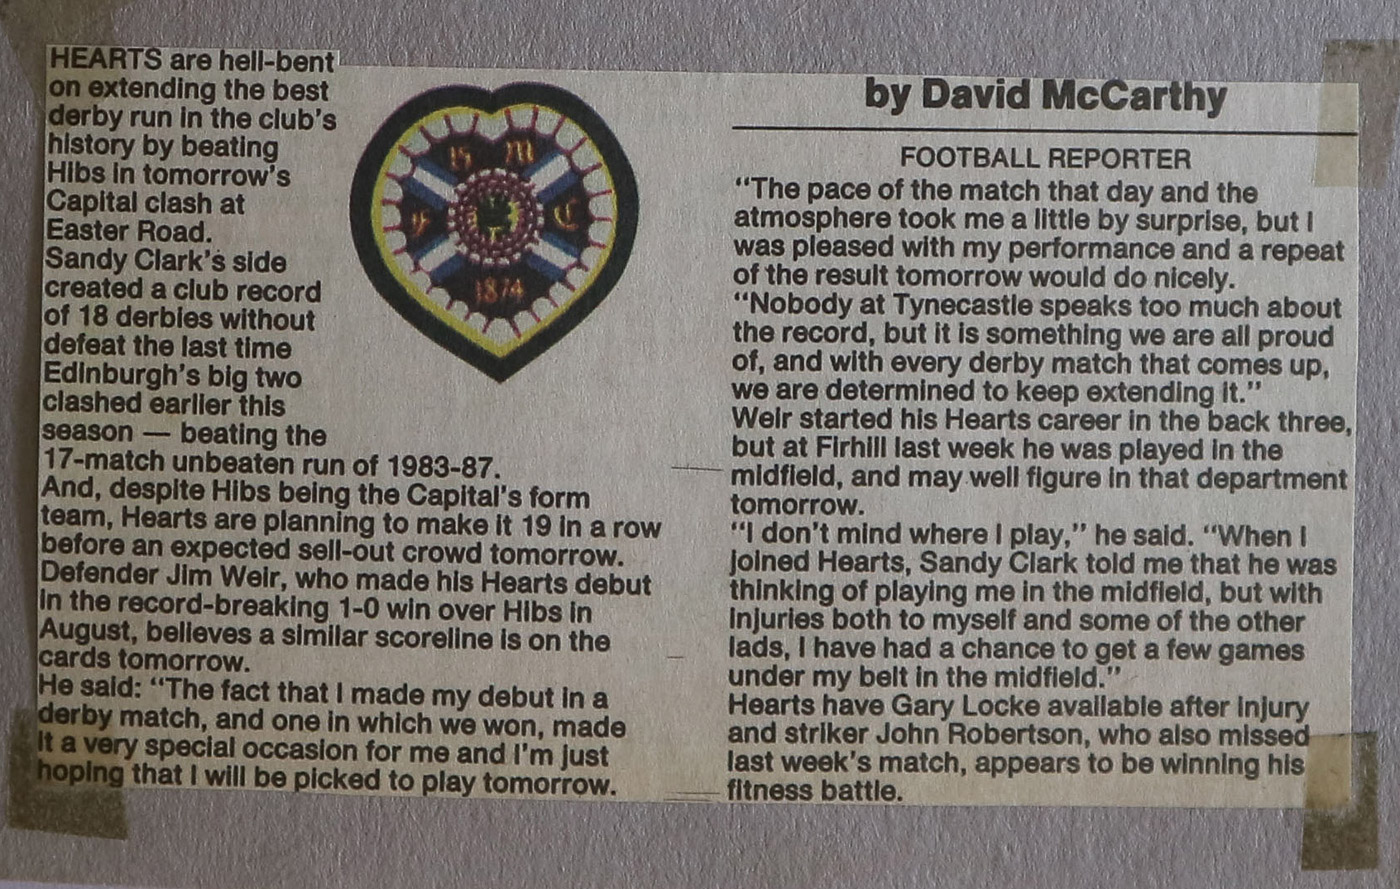 HEARTS are hell-bent
on extending the best
derby run in the club's
history by beating
Hibs in tomorrow's
Capital clash at
Easter Road.
Sandy Clark's side
created a club record
of 18 derbies without
defeat the last time
Edinburgh's big two
clashed earlier this
season — beating the
17-match unbeaten run of 1983-87.
And, despite Hibs being the Capital's form
team, Hearts are planning to make it 19 in a row
before an expected sell-out crowd tomorrow.
Defender Jim Weir, who made his Hearts debut
in the record-breaking 1-0 win over Hibs in
August, believes a similar scoreline is on the
cards tomorrow.
He said: “The fact that I made my debut in a
derby match, and one in which we won, made
it a very special occasion for me and I'm just
hoping that I will be picked to play tomorrow.
1874
by David McCarthy
FOOTBALL REPORTER
“The pace of the match that day and the
atmosphere took me a little by surprise, but I
was pleased with my performance and a repeat
of the result tomorrow would do nicely.
“Nobody at Tynecastle speaks too much about
the record, but it is something we are all proud
of, and with every derby match that comes up,
we are determined to keep extending it.”
Weir started his Hearts career in the back three,
but at Firhill last week he was played in the
midfield, and may well figure in that department
tomorrow.
“I don't mind where I play,” he said. “When I
joined Hearts, Sandy Clark told me that he was
thinking of playing me in the midfield, but with
injuries both to myself and some of the other
lads, I have had a chance to get a few games
under my belt in the midfield.”
Hearts have Gary Locke available after injury
and striker John Robertson, who also missed
last week's match, appears to be winning his
fitness battle.